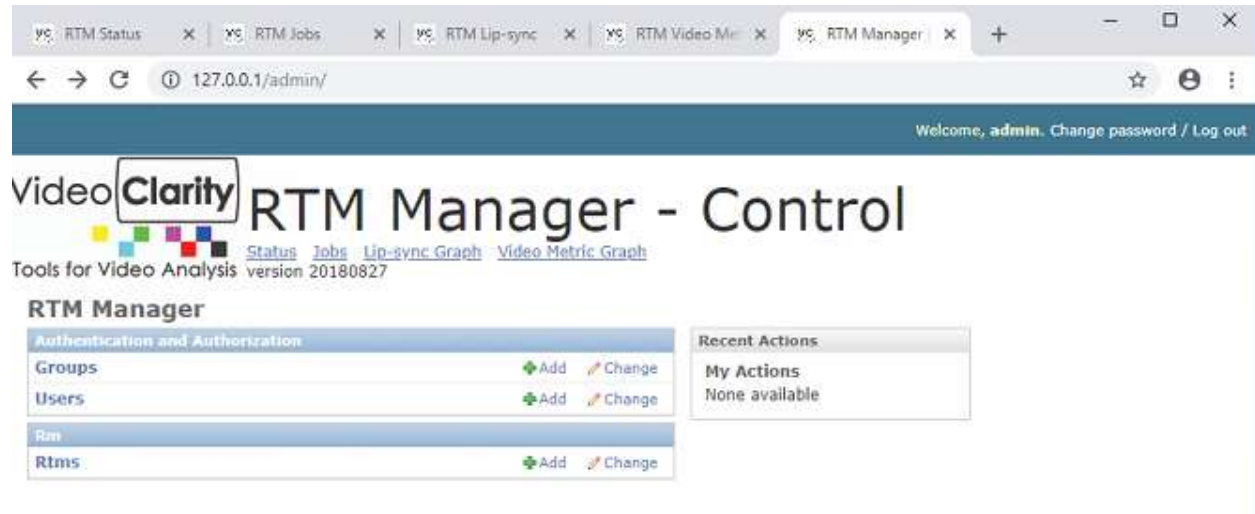 RTM Status RTM Jobs RTM Lip-sync RTM Video Me RTM Manager
127.0.0.1/admin/
Welcome, admin. Change password / Log out
Video Clarity
Tools for Video Analysis
RTM Manager - Control
Status Jobs Lip-sync Graph Video Metric Graph
version 20180827
RTM Manager
Authentication and Authorization
Groups Add Change
Users Add Change
Rm
Rtms Add Change
Recent Actions
My Actions
None available